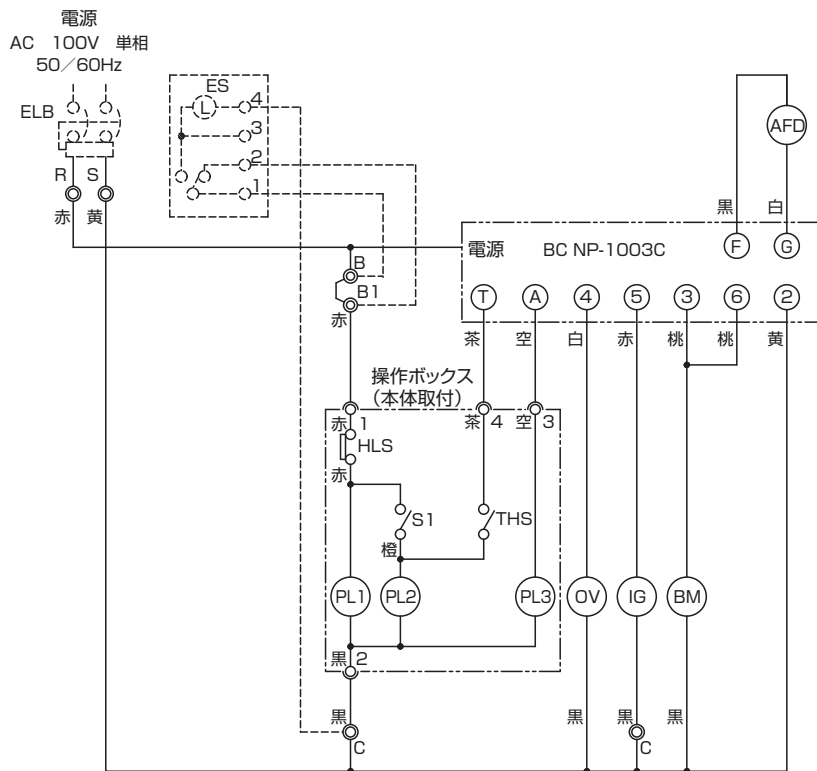 電源
AC 100V 単相
50／60Hz
ELB
R S
赤 黄
ES
L
4
3
2
1
AFD
黒 白
電源 BC NP-1003C F G
T A 4 5 3 6 2
茶 空 白 赤 桃 桃 黄
B
B1
赤
操作ボックス
（本体取付）
赤 1 茶 4 空 3
HLS
赤
S1 THS
橙
PL1 PL2 PL3 OV IG BM
黒 2
黒 黒 黒 黒
C C